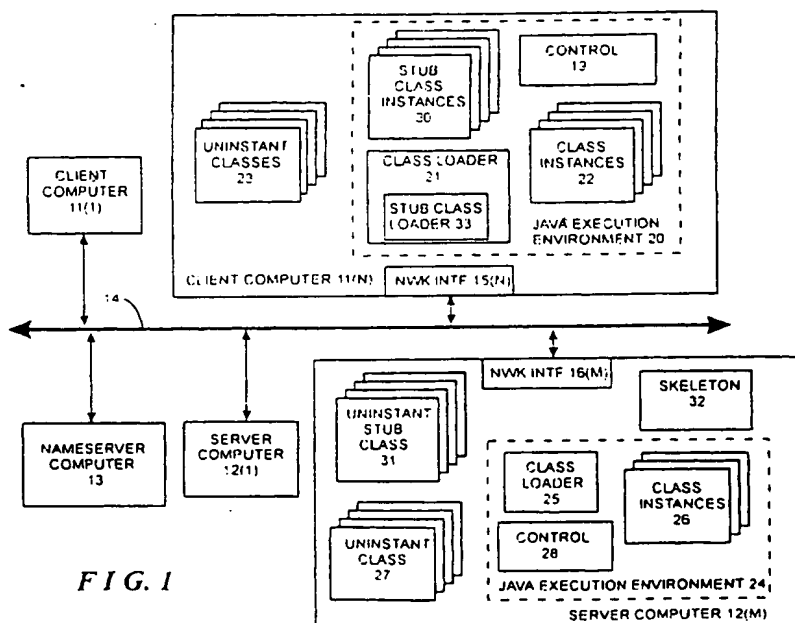 STUB
CLASS
INSTANCES
30
CONTROL
19
UNINSTANT
CLASSES
23
CLASS LOADER
21
STUB CLASS
LOADER 33
CLASS
INSTANCES
22
JAVA EXECUTION
ENVIRONMENT 20
CLIENT COMPUTER 11(N)
NWK INTF 15(N)
CLIENT
COMPUTER
11(1)
14
NAMESERVER
COMPUTER
13
SERVER
COMPUTER
12(1)
NWK INTF 16(M)
UNINSTANT
STUB
CLASS
31
SKELETON
32
UNINSTANT
CLASS
27
CLASS
LOADER
25
CONTROL
28
CLASS
INSTANCES
26
JAVA EXECUTION ENVIRONMENT 24
SERVER COMPUTER 12(M)
FIG. 1